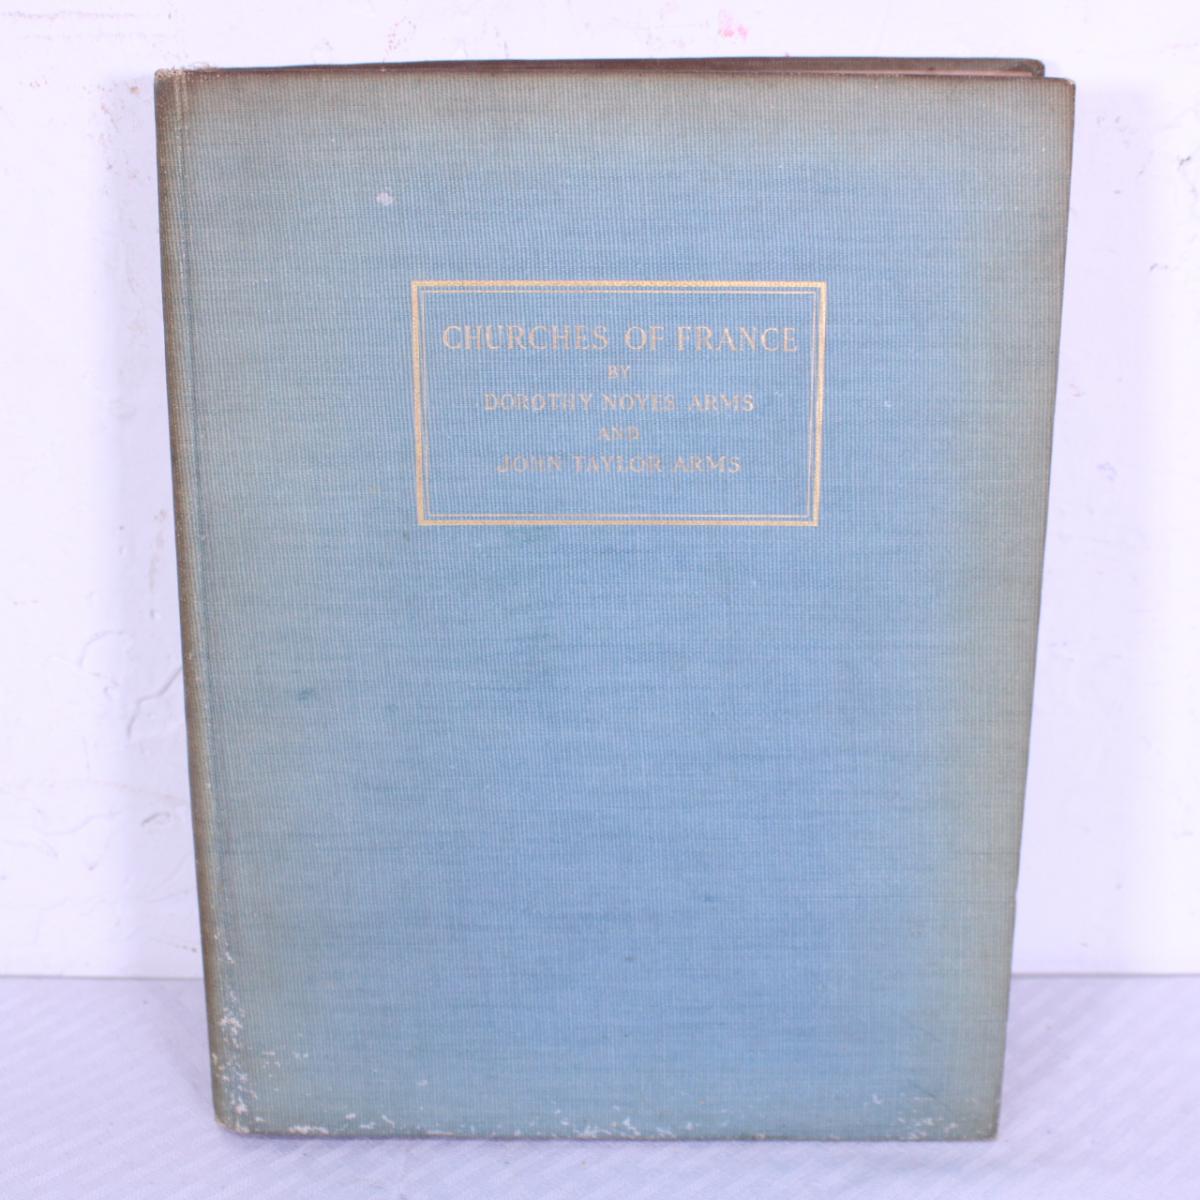 CHURCHES OF FRANCE
BY
DOROTHY NOYES ARMS
AND
JOHN TAYLOR ARMS